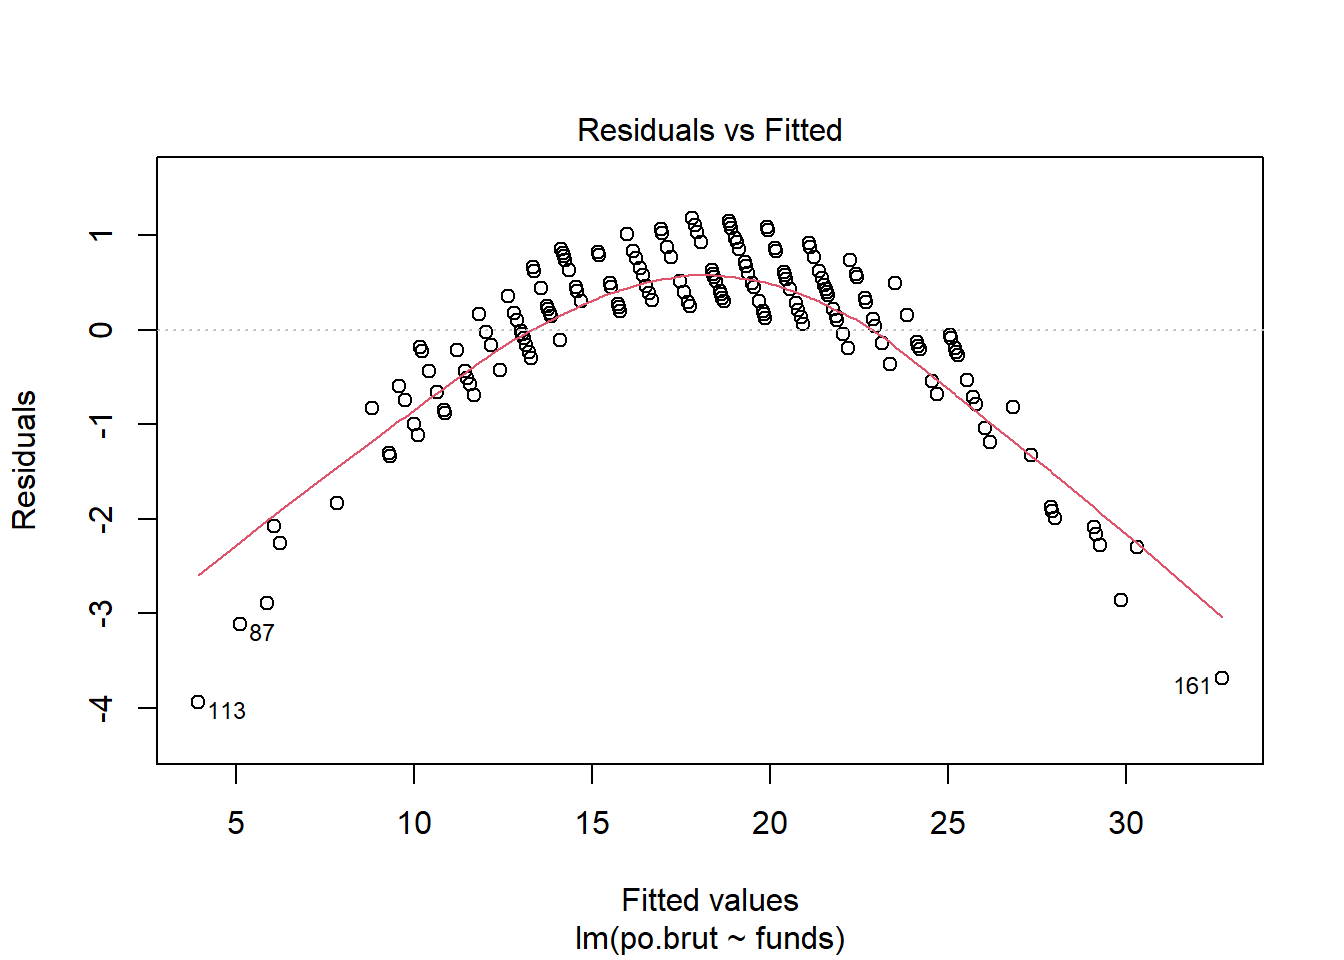 Residuals vs Fitted
Residuals
1
0
-1
-2
-3
-4
87
113
161
5 10 15 20 25 30
Fitted values
lm(po.brut ~ funds)